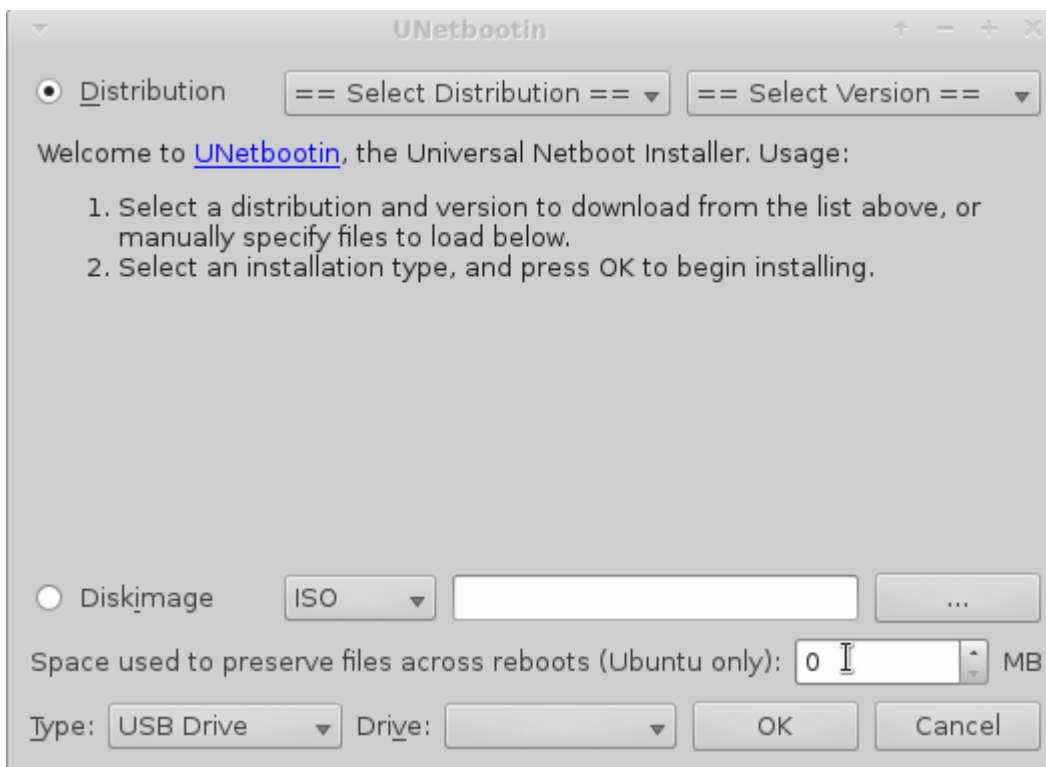 UNetbootin
Distribution == Select Distribution == == Select Version ==
Welcome to UNetbootin, the Universal Netboot Installer. Usage:
1. Select a distribution and version to download from the list above, or
manually specify files to load below.
2. Select an installation type, and press OK to begin installing.
Diskimage ISO ...
Space used to preserve files across reboots (Ubuntu only): 0 MB
Type: USB Drive Drive: OK Cancel